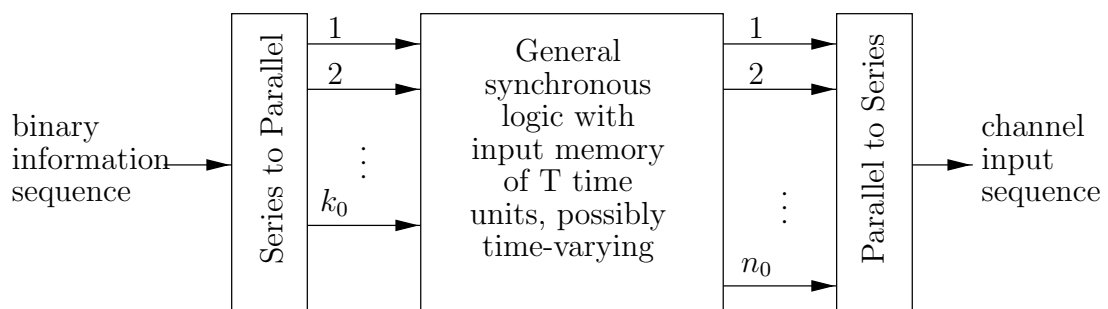 binary
information
sequence
Series to Parallel
1
2
⋮
k₀
General
synchronous
logic with
input memory
of T time
units, possibly
time-varying
1
2
⋮
n₀
Parallel to Series
channel
input
sequence